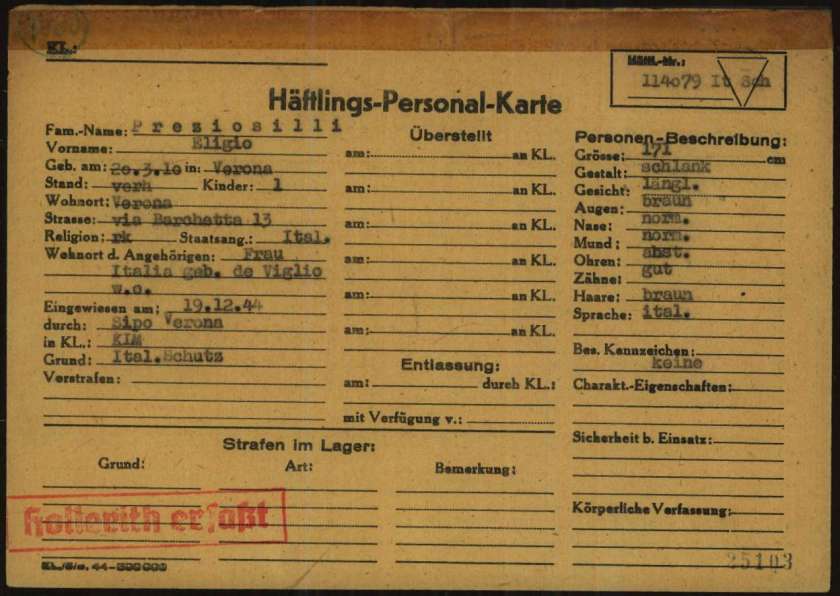 KL.:
Häftl.-Nr.:
114079 It Sch
Häftlings-Personal-Karte
Fam.-Name: Preziosilli
Vorname: Eligio
Geb. am: 20.3.10 in: Verona
Stand: verh Kinder: 1
Wohnort: Verona
Strasse: via Barchetta 13
Religion: rk Staatsang.: Ital.
Wohnort d. Angehörigen: Frau
Italia geb. de Viglio
w.o.
Eingewiesen am: 19.12.44
durch: Sipo Verona
in KL.: KIM
Grund: Ital.Schutz
Vorstrafen:
Überstellt
am: an KL.
am: an KL.
am: an KL.
am: an KL.
am: an KL.
am: an KL.
Entlassung:
am: durch KL.:
mit Verfügung v.:
Personen-Beschreibung:
Grösse: 171 cm
Gestalt: schlank
Gesicht: längl.
Augen: braun
Nase: norm.
Mund: norm.
Ohren: abst.
Zähne: gut
Haare: braun
Sprache: ital.
Bes. Kennzeichen:
keine
Charakt.-Eigenschaften:
Sicherheit b. Einsatz:
Körperliche Verfassung:
Strafen im Lager:
Grund: Art: Bemerkung:
Hollerith erfaßt
25103